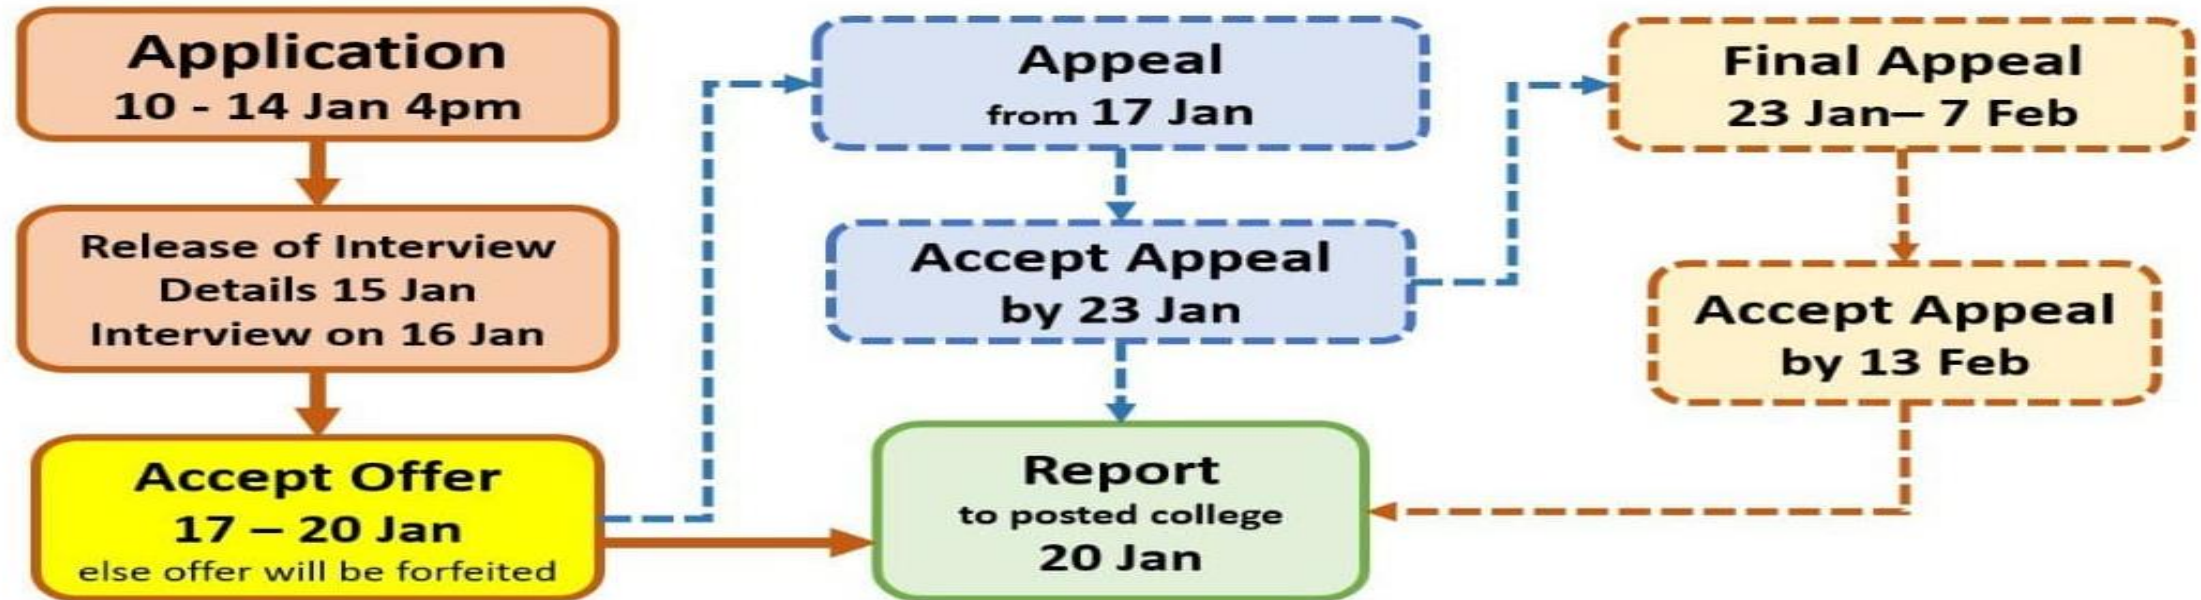 Application
10 - 14 Jan 4pm
Release of Interview
Details 15 Jan
Interview on 16 Jan
Accept Offer
17 – 20 Jan
else offer will be forfeited
Appeal
from 17 Jan
Accept Appeal
by 23 Jan
Report
to posted college
20 Jan
Final Appeal
23 Jan– 7 Feb
Accept Appeal
by 13 Feb